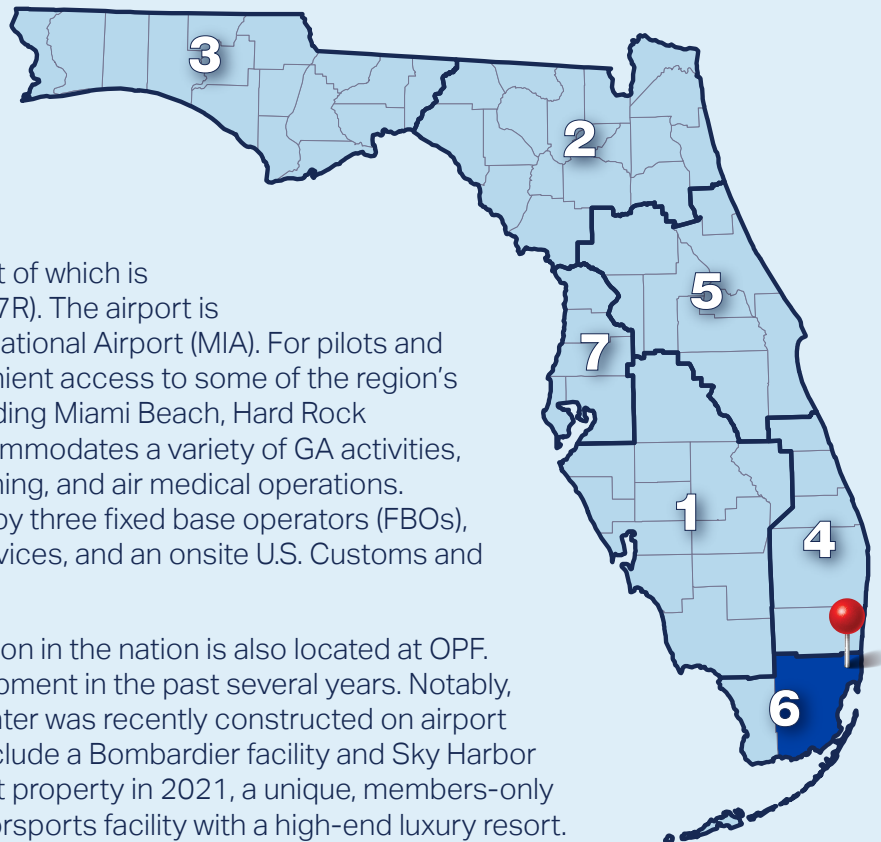 3
2
5
7
1
4
6
t of which is
7R). The airport is
ational Airport (MIA). For pilots and
nient access to some of the region's
ding Miami Beach, Hard Rock
mmodates a variety of GA activities,
ning, and air medical operations.
by three fixed base operators (FBOs),
vices, and an onsite U.S. Customs and
on in the nation is also located at OPF.
pment in the past several years. Notably,
nter was recently constructed on airport
clude a Bombardier facility and Sky Harbor
t property in 2021, a unique, members-only
orsports facility with a high-end luxury resort.